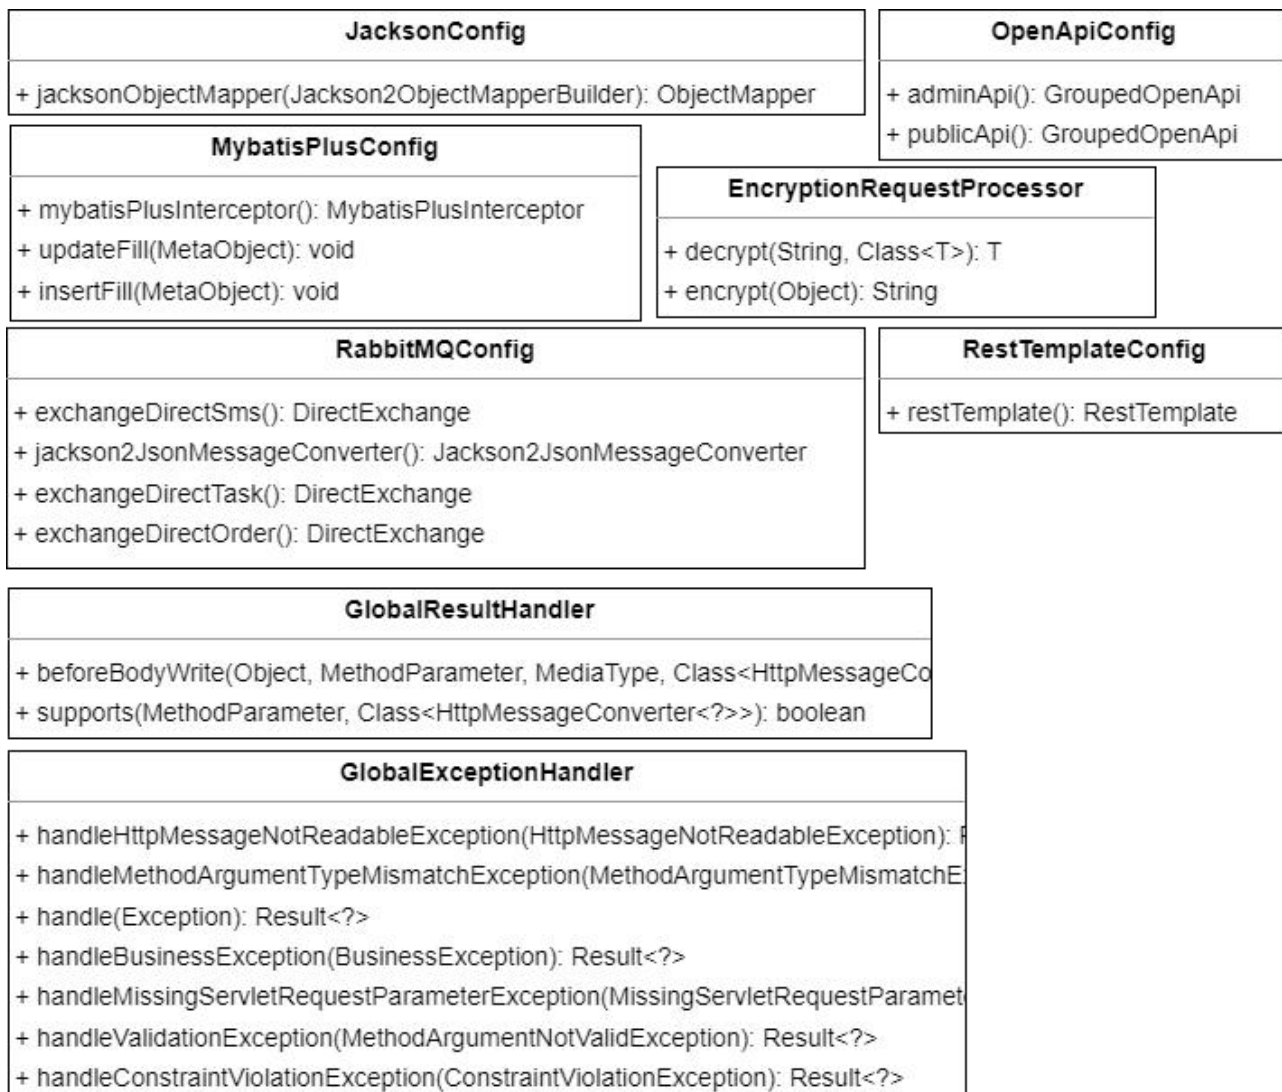 JacksonConfig
+ jacksonObjectMapper(Jackson2ObjectMapperBuilder): ObjectMapper
OpenApiConfig
+ adminApi(): GroupedOpenApi
+ publicApi(): GroupedOpenApi
MybatisPlusConfig
+ mybatisPlusInterceptor(): MybatisPlusInterceptor
+ updateFill(MetaObject): void
+ insertFill(MetaObject): void
EncryptionRequestProcessor
+ decrypt(String, Class<T>): T
+ encrypt(Object): String
RabbitMQConfig
+ exchangeDirectSms(): DirectExchange
+ jackson2JsonMessageConverter(): Jackson2JsonMessageConverter
+ exchangeDirectTask(): DirectExchange
+ exchangeDirectOrder(): DirectExchange
RestTemplateConfig
+ restTemplate(): RestTemplate
GlobalResultHandler
+ beforeBodyWrite(Object, MethodParameter, MediaType, Class<HttpMessageCo
+ supports(MethodParameter, Class<HttpMessageConverter<?>>): boolean
GlobalExceptionHandler
+ handleHttpMessageNotReadableException(HttpMessageNotReadableException):
+ handleMethodArgumentTypeMismatchException(MethodArgumentTypeMismatchE
+ handle(Exception): Result<?>
+ handleBusinessException(BusinessException): Result<?>
+ handleMissingServletRequestParameterException(MissingServletRequestParamet
+ handleValidationException(MethodArgumentNotValidException): Result<?>
+ handleConstraintViolationException(ConstraintViolationException): Result<?>